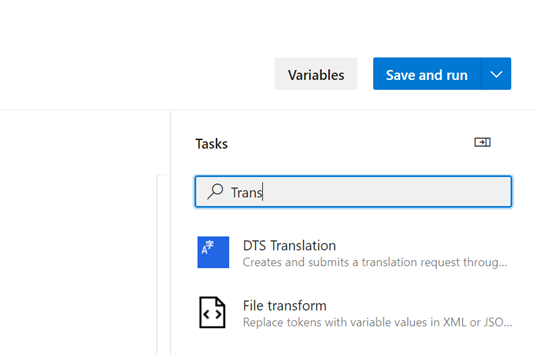 Variables
Save and run
Tasks
Trans
DTS Translation
Creates and submits a translation request throug...
File transform
Replace tokens with variable values in XML or JSO...